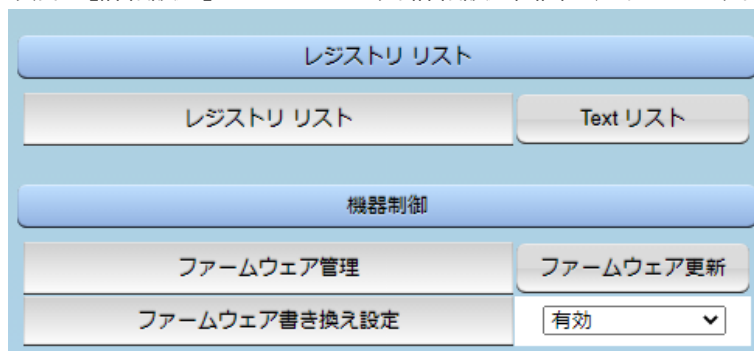 レジストリ リスト
レジストリ リスト
Text リスト
機器制御
ファームウェア管理
ファームウェア更新
ファームウェア書き換え設定
有効